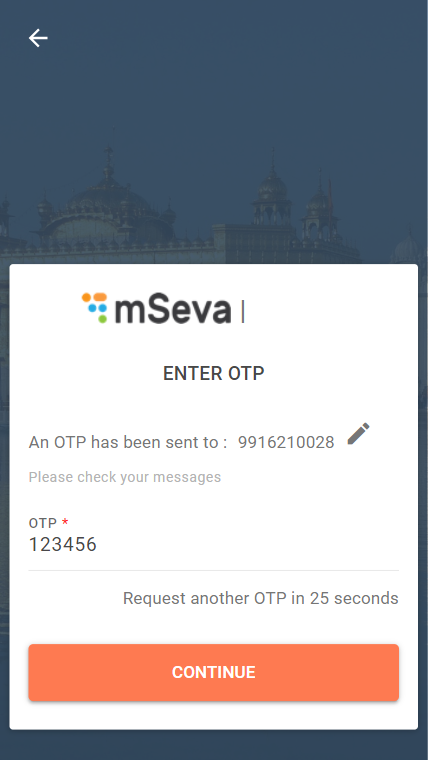 mSeva |
ENTER OTP
An OTP has been sent to : 9916210028
Please check your messages
OTP *
123456
Request another OTP in 25 seconds
CONTINUE